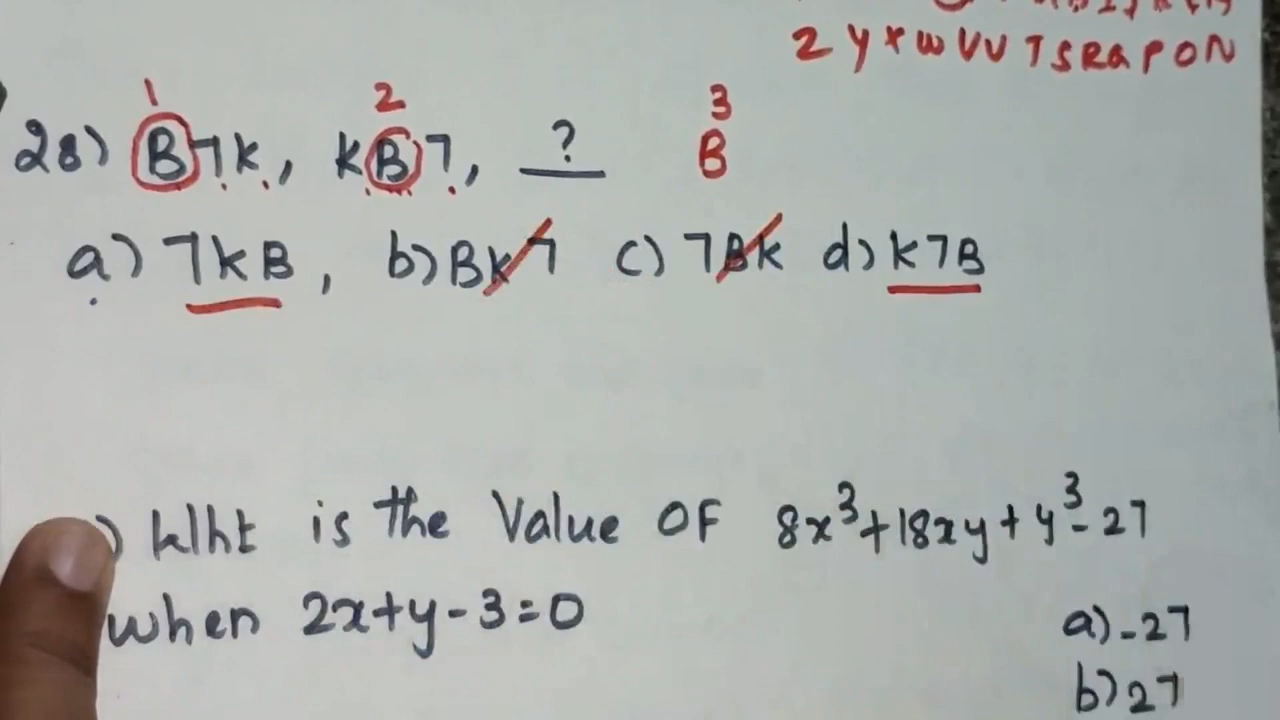 Z Y X W V U T S R Q P O N
1 2 3
28) B7K, KB7, ? B
a) 7KB, b) BK7 c) 7BK d) K7B
) Wht is the Value OF 8x³+18xy+y³-27
when 2x+y-3=0
a) -27
b) 27